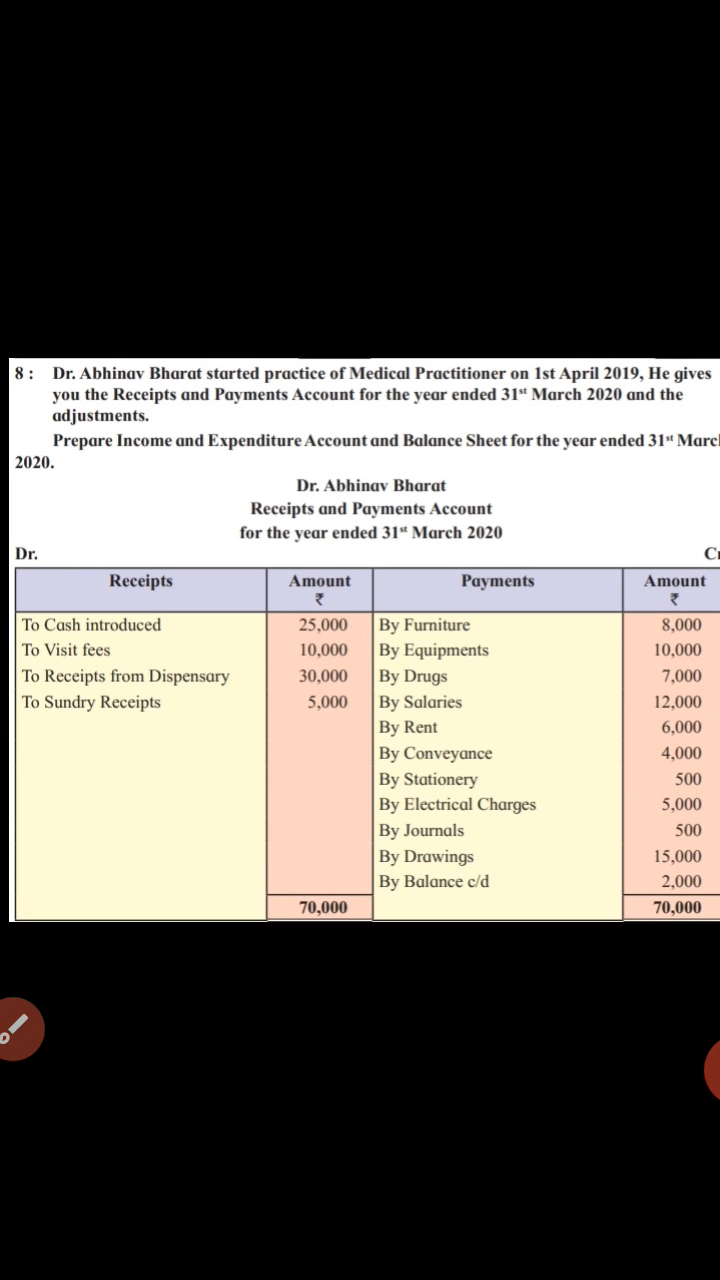 8 : Dr. Abhinav Bharat started practice of Medical Practitioner on 1st April 2019, He gives
you the Receipts and Payments Account for the year ended 31st March 2020 and the
adjustments.
Prepare Income and Expenditure Account and Balance Sheet for the year ended 31st Marc
2020.
Dr. Abhinav Bharat
Receipts and Payments Account
for the year ended 31st March 2020
Dr. C
Receipts Amount ₹ Payments Amount ₹
To Cash introduced 25,000 By Furniture 8,000
To Visit fees 10,000 By Equipments 10,000
To Receipts from Dispensary 30,000 By Drugs 7,000
To Sundry Receipts 5,000 By Salaries 12,000
By Rent 6,000
By Conveyance 4,000
By Stationery 500
By Electrical Charges 5,000
By Journals 500
By Drawings 15,000
By Balance c/d 2,000
70,000 70,000